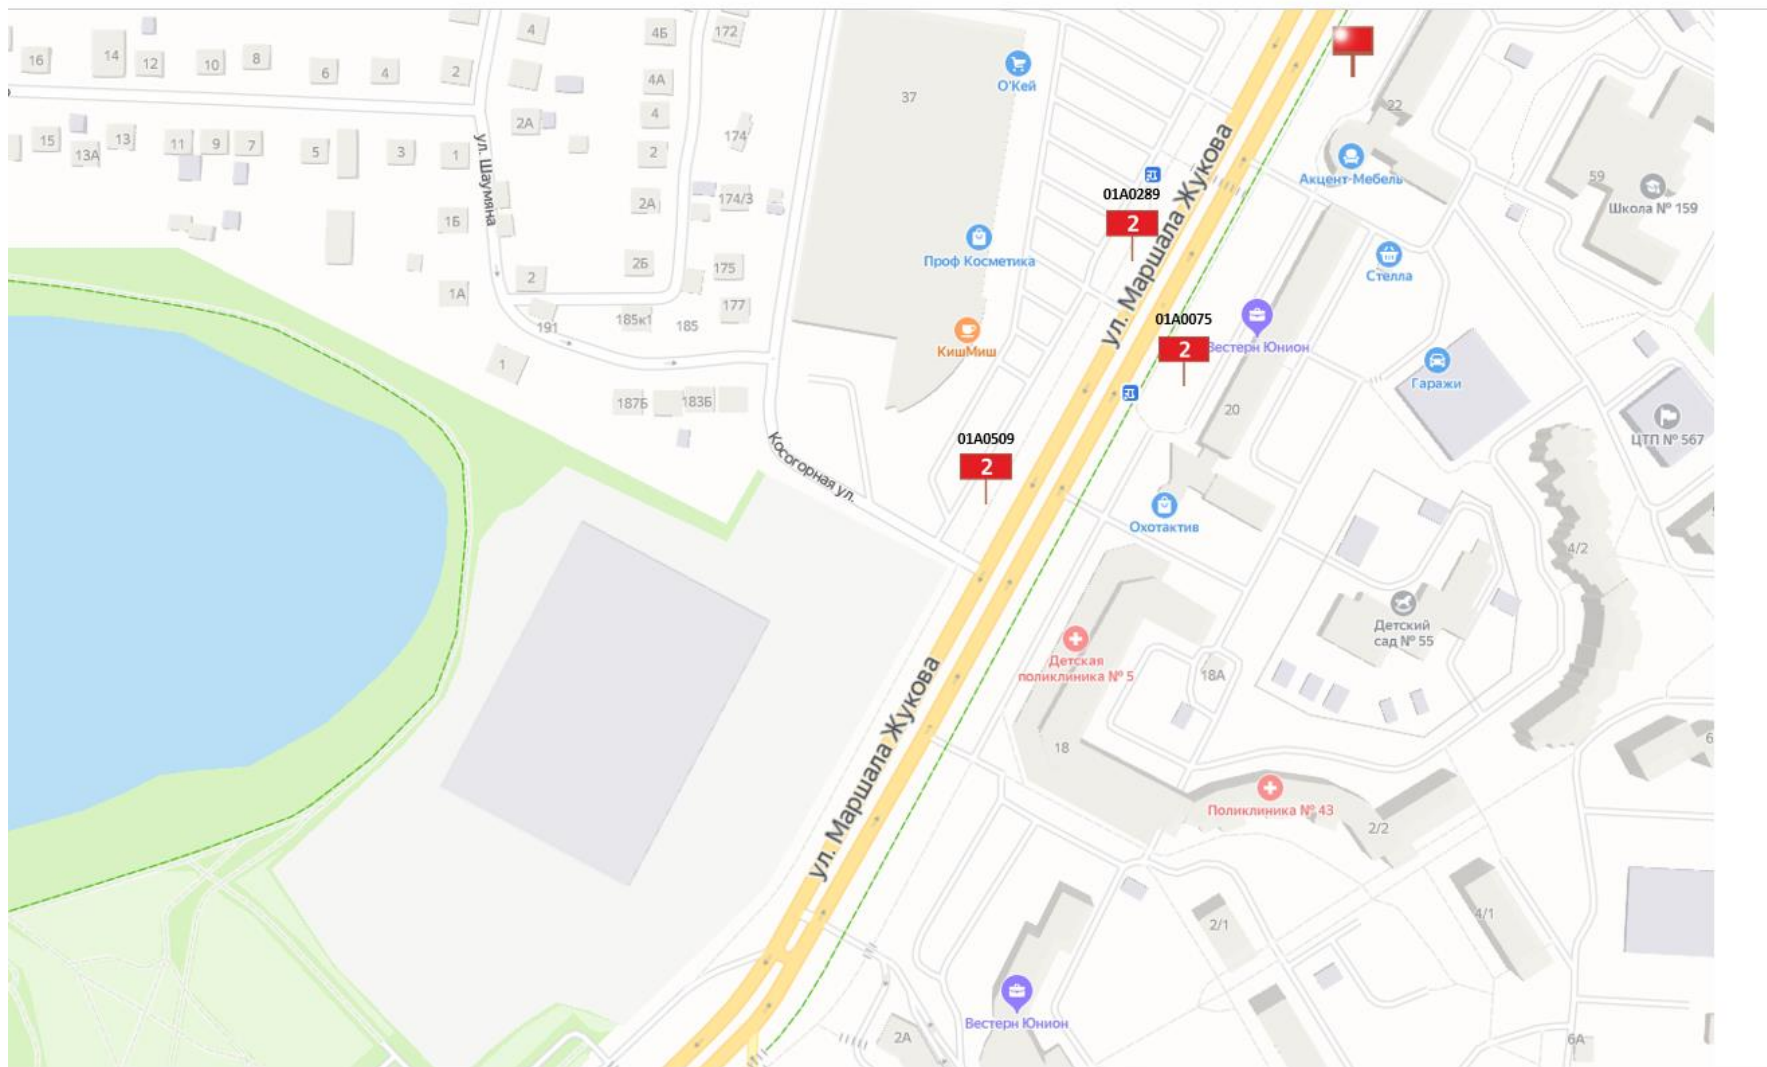 4
4Б
172
16
14
12
10
8
6
4
2
4А
О'Кей
37
22
2А
4
174
15
13А
13
11
9
7
5
3
1
2
ул. Шаумяна
ул. Маршала Жукова
Акцент-Мебель
59
Школа № 159
01А0289
2
174/3
2А
1Б
Проф Косметика
Стелла
2Б
175
2
1А
177
191
185к1
185
01А0075
2
Вестерн Юнион
КишМиш
1
Гаражи
187Б
183Б
20
ЦТП № 567
Косогорная ул.
01А0509
2
Охотактив
4/2
Детский
сад № 55
Детская
поликлиника № 5
18А
ул. Маршала Жукова
18
6
Поликлиника № 43
2/2
2/1
4/1
Вестерн Юнион
2А
6А